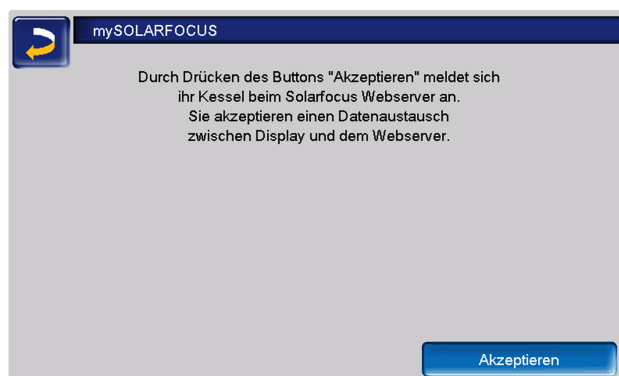 mySOLARFOCUS
Durch Drücken des Buttons "Akzeptieren" meldet sich
ihr Kessel beim Solarfocus Webserver an.
Sie akzeptieren einen Datenaustausch
zwischen Display und dem Webserver.
Akzeptieren